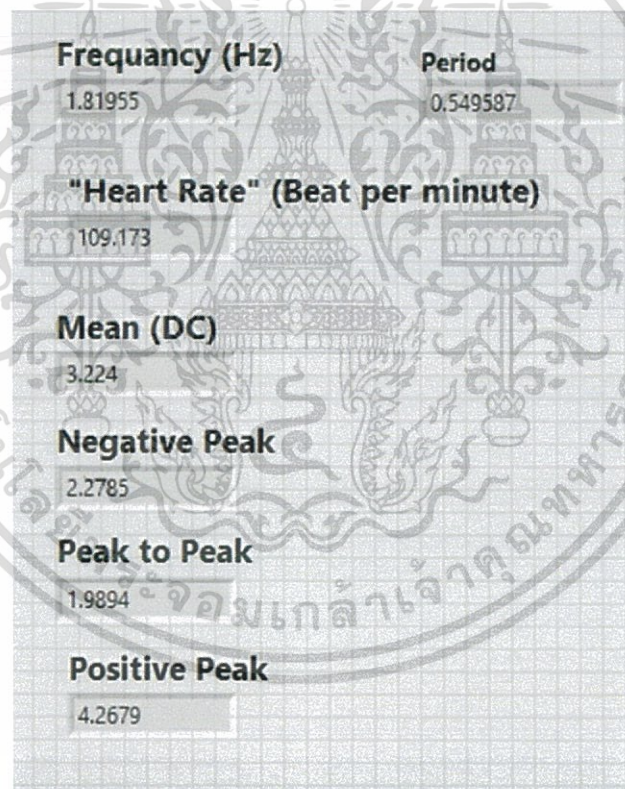 Frequancy (Hz)
Period
1.81955
0.549587
"Heart Rate" (Beat per minute)
109.173
Mean (DC)
3.224
Negative Peak
2.2785
Peak to Peak
1.9894
Positive Peak
4.2679